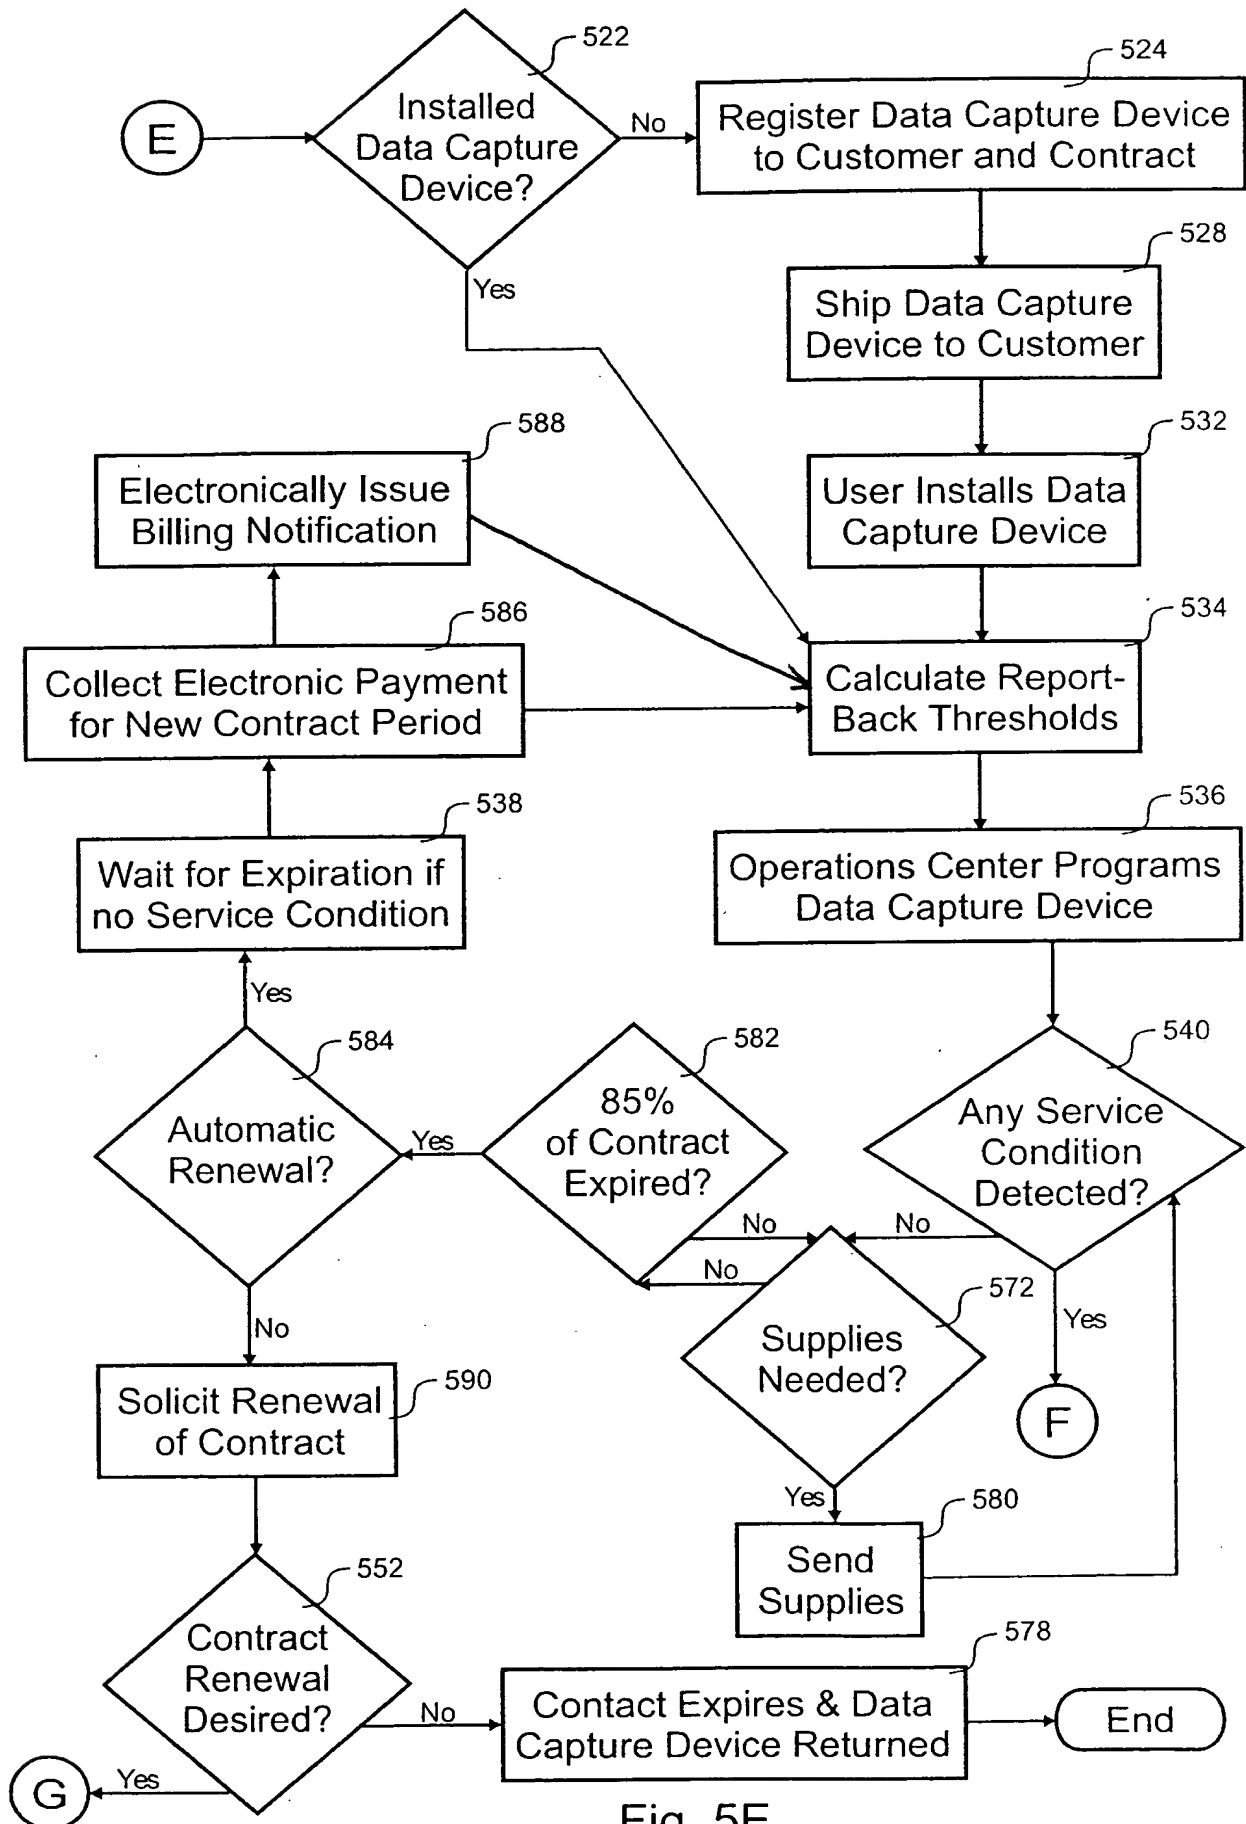 522
524
E
Installed
Data Capture
Device?
No
Register Data Capture Device
to Customer and Contract
Yes
528
Ship Data Capture
Device to Customer
588
Electronically Issue
Billing Notification
532
User Installs Data
Capture Device
586
Collect Electronic Payment
for New Contract Period
534
Calculate Report-
Back Thresholds
538
Wait for Expiration if
no Service Condition
536
Operations Center Programs
Data Capture Device
Yes
584
Automatic
Renewal?
Yes
582
85%
of Contract
Expired?
540
Any Service
Condition
Detected?
No
No
No
572
Supplies
Needed?
Yes
F
No
590
Solicit Renewal
of Contract
Yes
580
Send
Supplies
552
Contract
Renewal
Desired?
No
578
Contact Expires & Data
Capture Device Returned
End
Yes
G
Fig. 5E